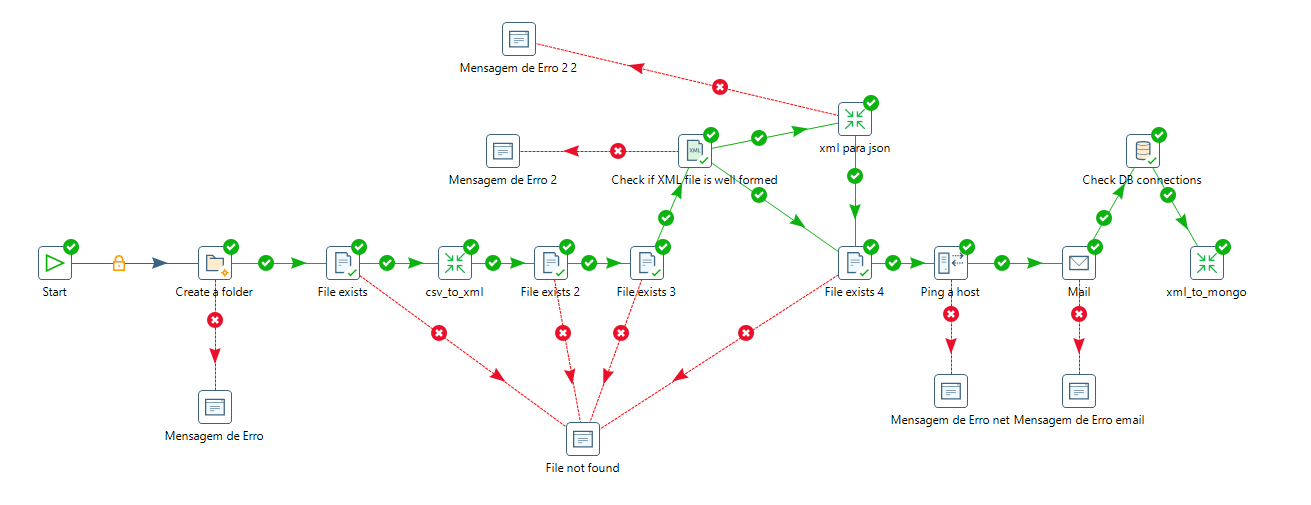 Mensagem de Erro 2 2
xml para json
Mensagem de Erro 2
XML
Check if XML file is well formed
Check DB connections
Start
Create a folder
File exists
csv_to_xml
File exists 2
File exists 3
File exists 4
Ping a host
Mail
xml_to_mongo
Mensagem de Erro
Mensagem de Erro net
Mensagem de Erro email
File not found